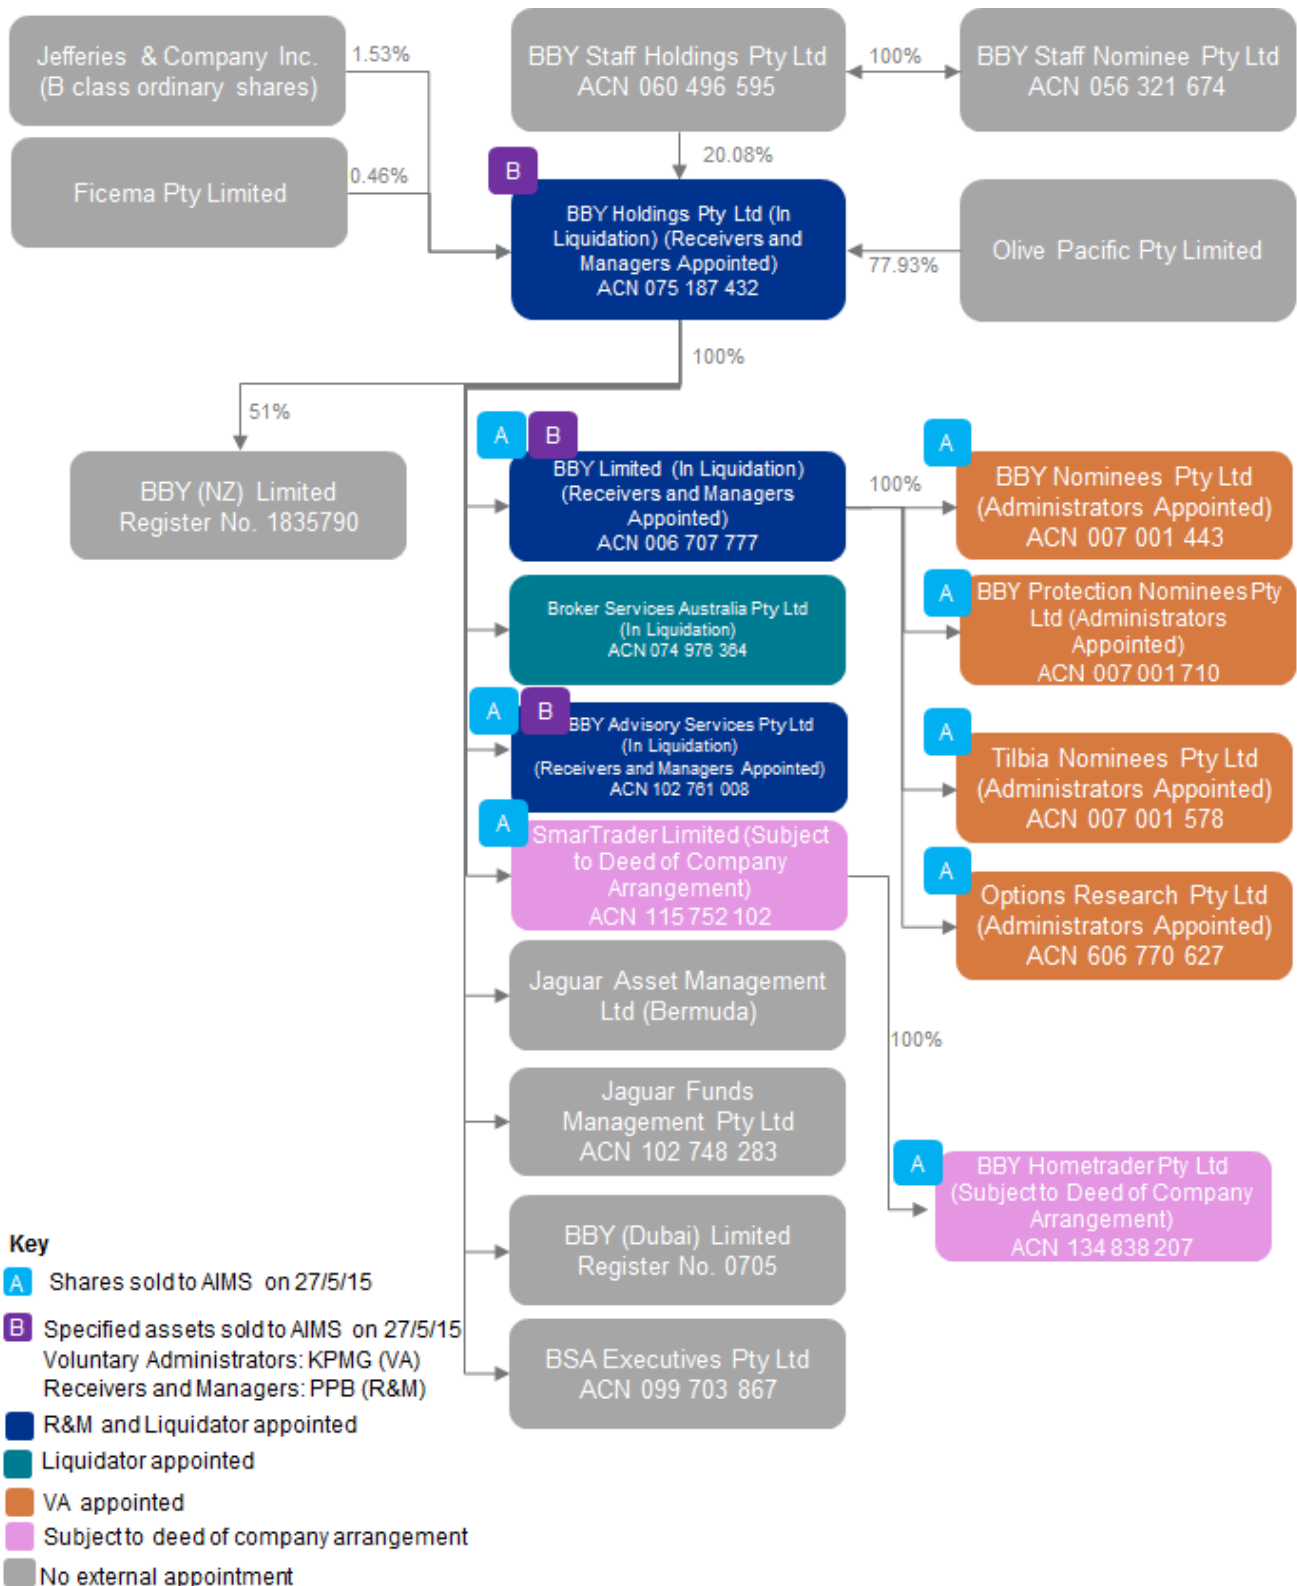 Jefferies & Company Inc.
(B class ordinary shares)
1.53%
BBY Staff Holdings Pty Ltd
ACN 060 496 595
100%
BBY Staff Nominee Pty Ltd
ACN 056 321 674
Ficema Pty Limited
0.46%
20.08%
B
BBY Holdings Pty Ltd (In
Liquidation) (Receivers and
Managers Appointed)
ACN 075 187 432
77.93%
Olive Pacific Pty Limited
100%
51%
BBY (NZ) Limited
Register No. 1835790
A
B
BBY Limited (In Liquidation)
(Receivers and Managers
Appointed)
ACN 006 707 777
100%
A
BBY Nominees Pty Ltd
(Administrators Appointed)
ACN 007 001 443
Broker Services Australia Pty Ltd
(In Liquidation)
ACN 074 976 364
A
BBY Protection Nominees Pty
Ltd (Administrators
Appointed)
ACN 007 001 710
A
B
BBY Advisory Services Pty Ltd
(In Liquidation)
(Receivers and Managers Appointed)
ACN 102 761 008
A
Tilbia Nominees Pty Ltd
(Administrators Appointed)
ACN 007 001 578
A
SmarTrader Limited (Subject
to Deed of Company
Arrangement)
ACN 115 752 102
A
Options Research Pty Ltd
(Administrators Appointed)
ACN 606 770 627
Jaguar Asset Management
Ltd (Bermuda)
100%
Jaguar Funds
Management Pty Ltd
ACN 102 748 283
A
BBY Hometrader Pty Ltd
(Subject to Deed of Company
Arrangement)
ACN 134 838 207
BBY (Dubai) Limited
Register No. 0705
BSA Executives Pty Ltd
ACN 099 703 867
Key
A Shares sold to AIMS on 27/5/15
B Specified assets sold to AIMS on 27/5/15
Voluntary Administrators: KPMG (VA)
Receivers and Managers: PPB (R&M)
R&M and Liquidator appointed
Liquidator appointed
VA appointed
Subject to deed of company arrangement
No external appointment